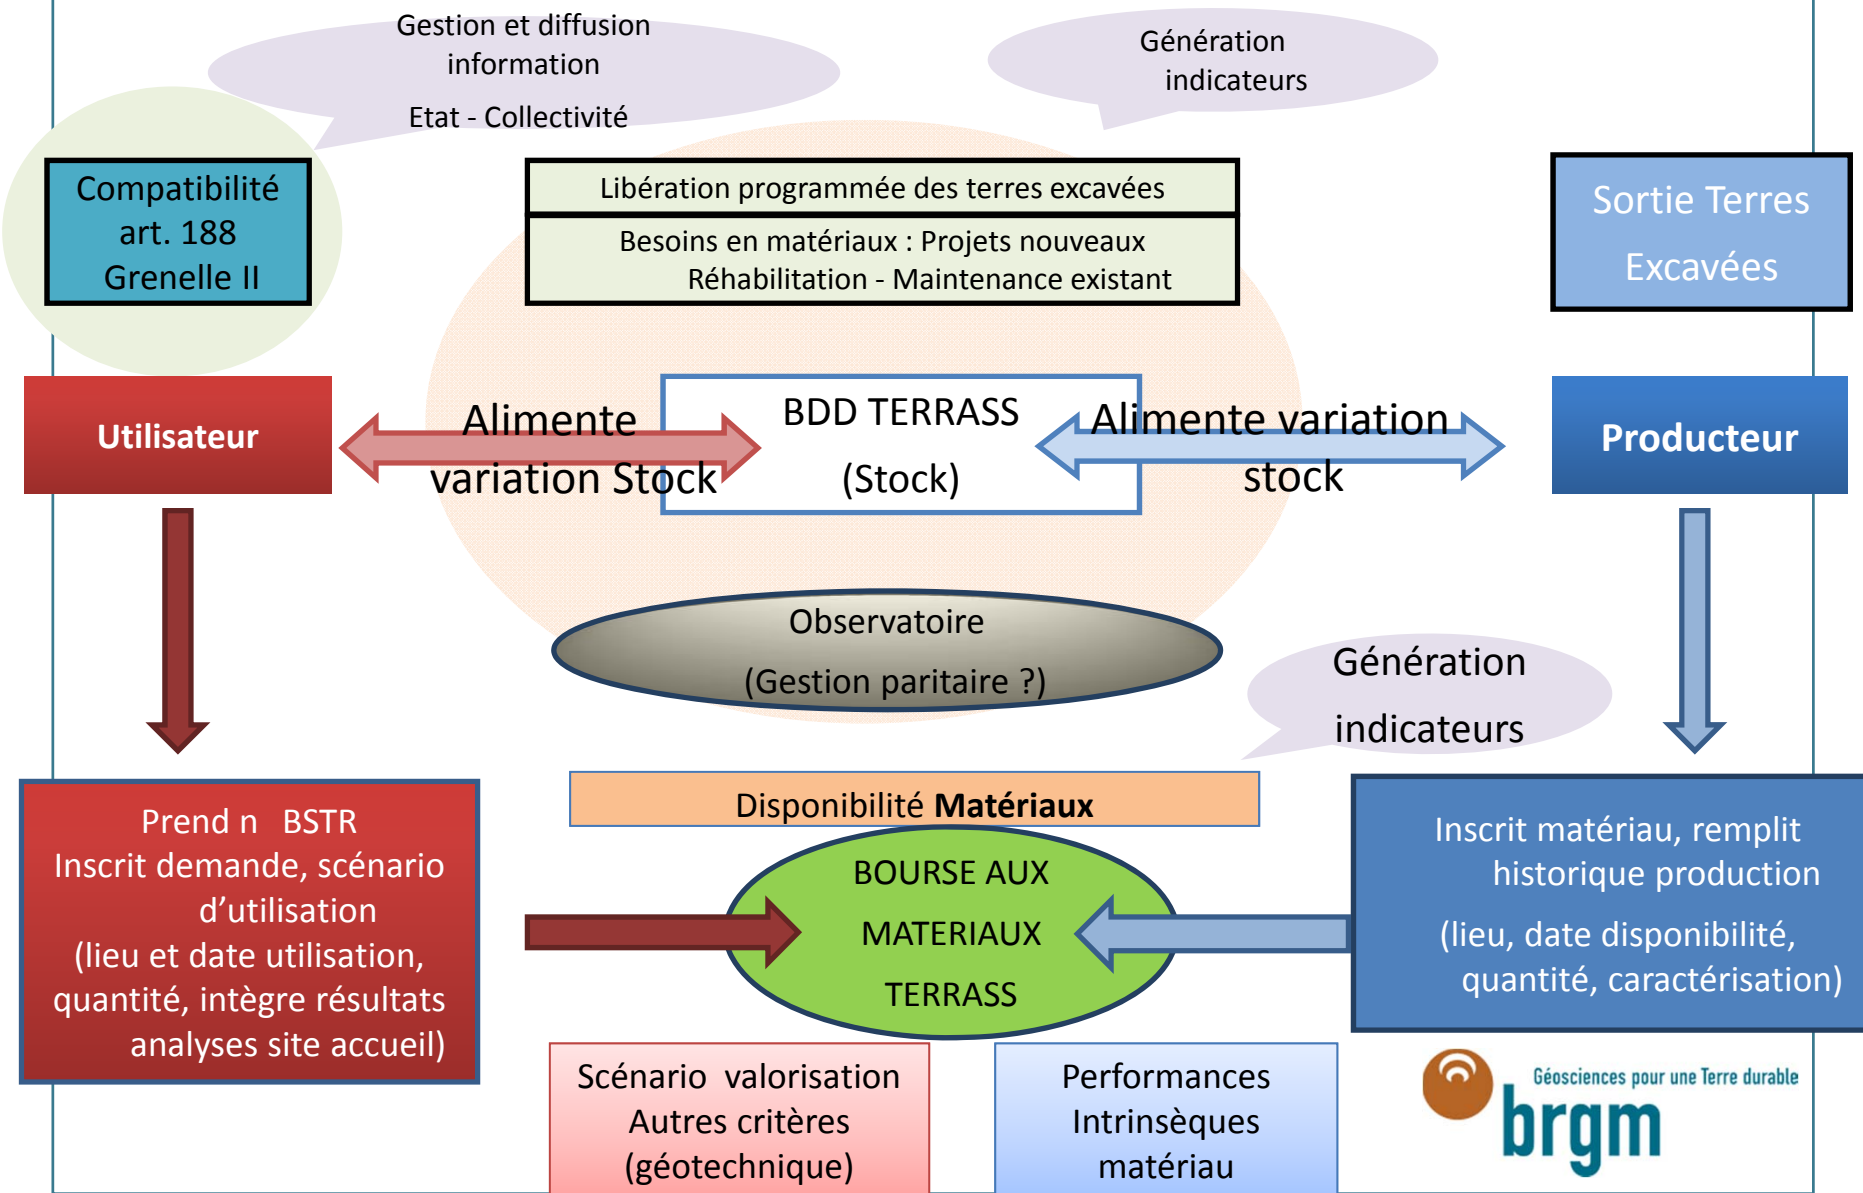 Gestion et diffusion
information
Etat - Collectivité
Génération
indicateurs
Compatibilité
art. 188
Grenelle II
Libération programmée des terres excavées
Besoins en matériaux : Projets nouveaux
Réhabilitation - Maintenance existant
Sortie Terres
Excavées
Utilisateur
Alimente
variation Stock
BDD TERRASS
(Stock)
Alimente variation
stock
Producteur
Observatoire
(Gestion paritaire ?)
Génération
indicateurs
Prend n BSTR
Inscrit demande, scénario
d'utilisation
(lieu et date utilisation,
quantité, intègre résultats
analyses site accueil)
Disponibilité Matériaux
BOURSE AUX
MATERIAUX
TERRASS
Inscrit matériau, remplit
historique production
(lieu, date disponibilité,
quantité, caractérisation)
Scénario valorisation
Autres critères
(géotechnique)
Performances
Intrinsèques
matériau
Géosciences pour une Terre durable
brgm